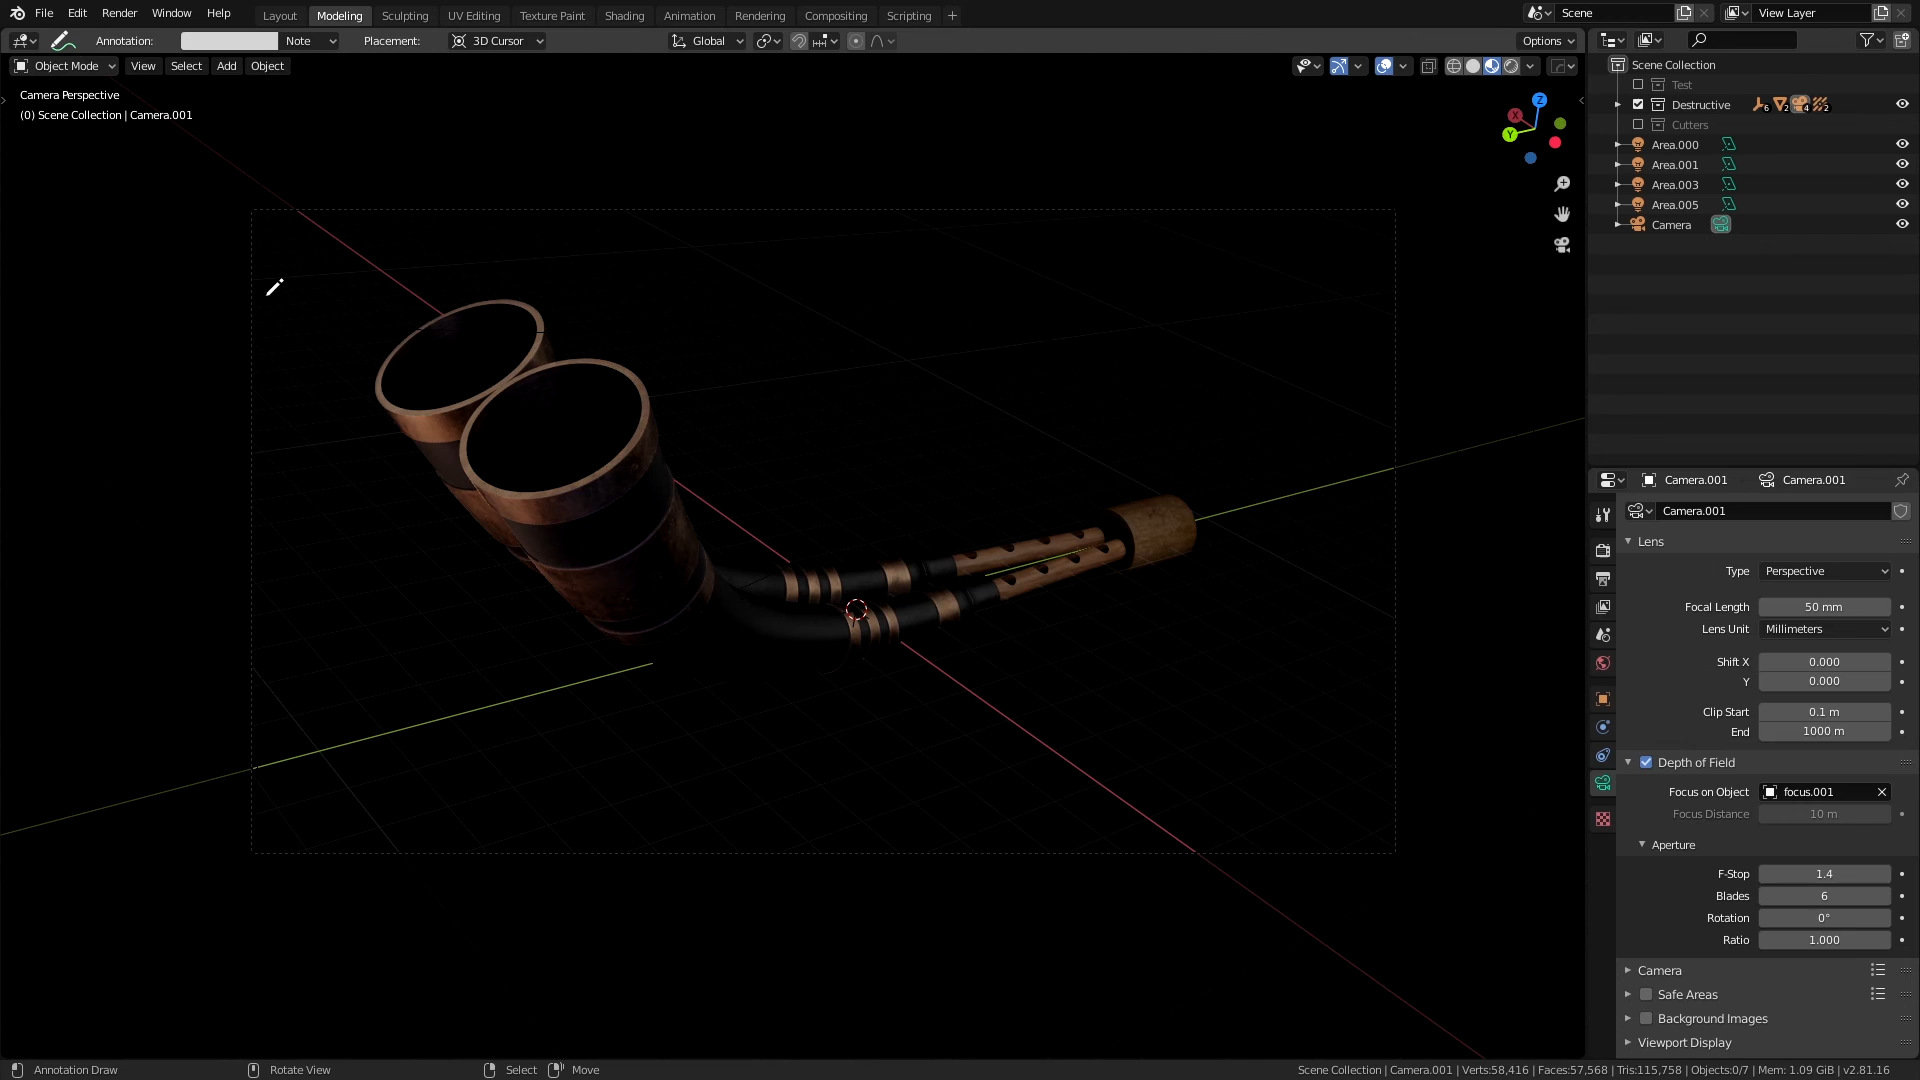 File Edit Render Window Help Layout Modeling Sculpting UV Editing Texture Paint Shading Animation Rendering Compositing Scripting + Scene View Layer
Annotation: Note Placement: 3D Cursor Global Options
Object Mode View Select Add Object
Camera Perspective
(0) Scene Collection | Camera.001
Z
X
Y
Scene Collection
Test
Destructive 6 2 4 2
Cutters
Area.000
Area.001
Area.003
Area.005
Camera
Camera.001 Camera.001
Camera.001
Lens
Type Perspective
Focal Length 50 mm
Lens Unit Millimeters
Shift X 0.000
Y 0.000
Clip Start 0.1 m
End 1000 m
Depth of Field
Focus on Object focus.001
Focus Distance 10 m
Aperture
F-Stop 1.4
Blades 6
Rotation 0°
Ratio 1.000
Camera
Safe Areas
Background Images
Viewport Display
Annotation Draw Rotate View Select Move Scene Collection | Camera.001 | Verts:58,416 | Faces:57,568 | Tris:115,758 | Objects:0/7 | Mem: 1.09 GiB | v2.81.16